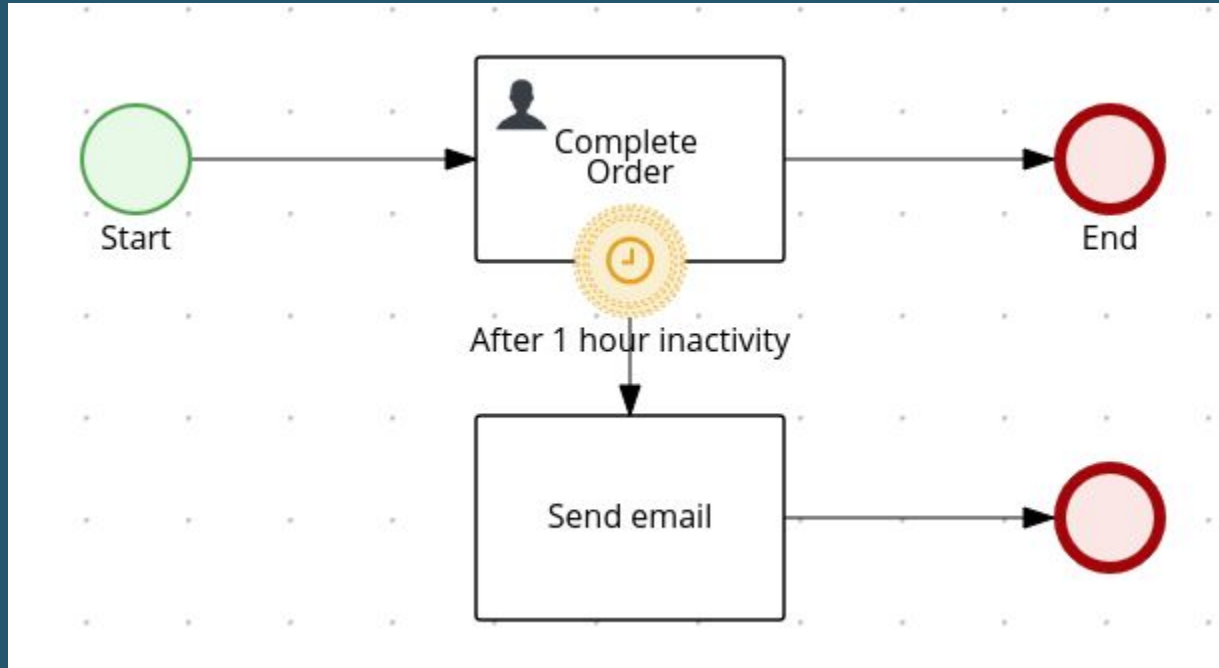 Complete
Order
Start
End
After 1 hour inactivity
Send email